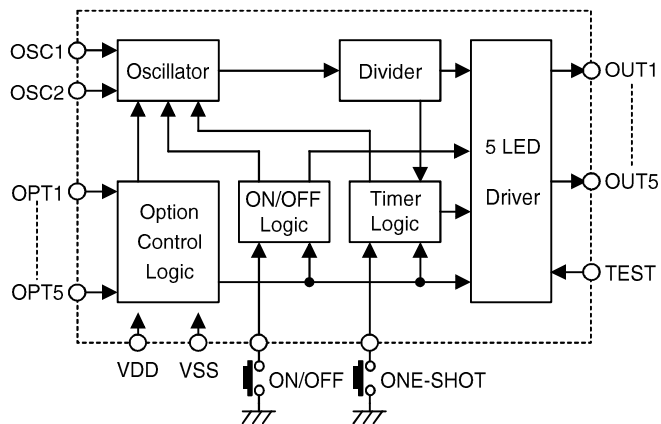 OSC1
Oscillator
Divider
OUT1
OSC2
5 LED
Driver
OPT1
Option
Control
Logic
ON/OFF
Logic
Timer
Logic
OUT5
OPT5
TEST
VDD
VSS
ON/OFF
ONE-SHOT